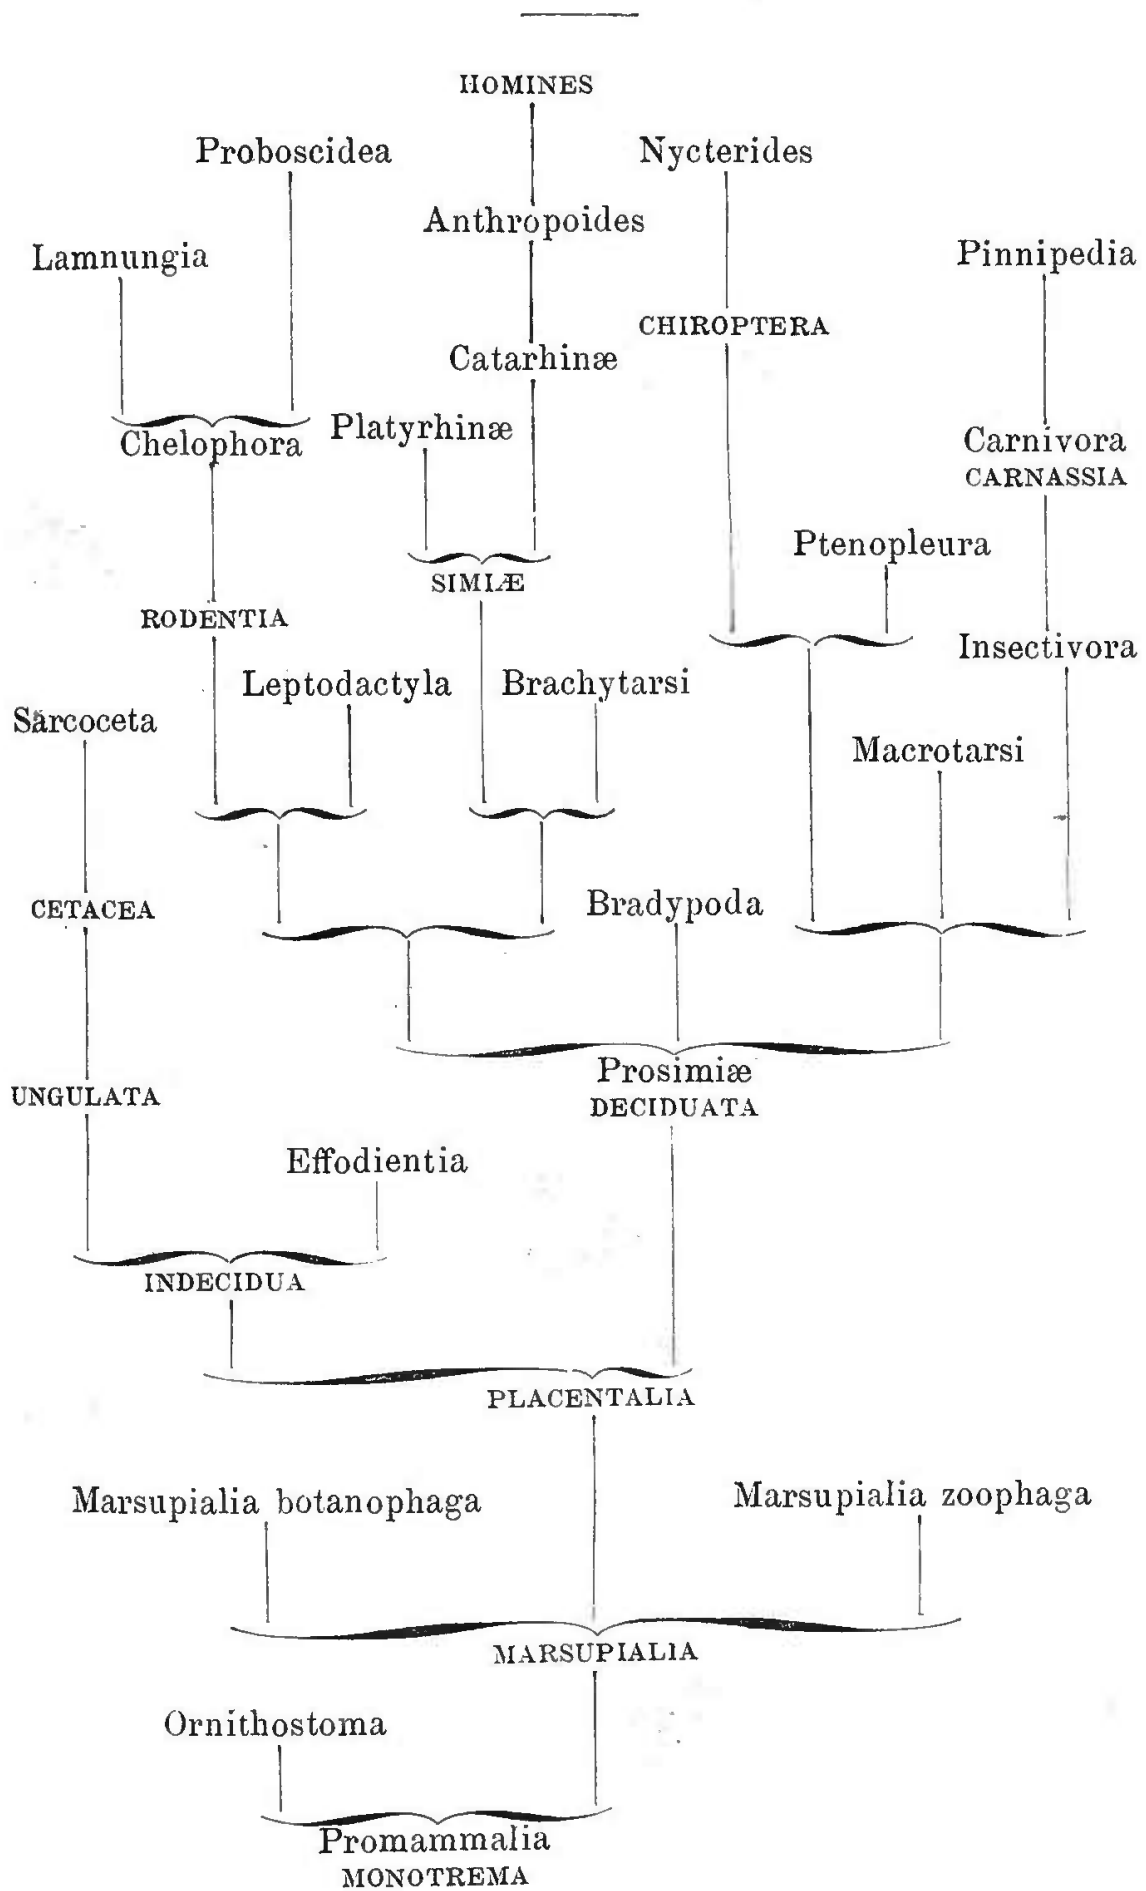 HOMINES
Proboscidea
Nycterides
Anthropoides
Lamnungia
Pinnipedia
CHIROPTERA
Catarhinæ
Platyrhinæ
Chelophora
Carnivora
CARNASSIA
Ptenopleura
SIMIÆ
RODENTIA
Insectivora
Leptodactyla
Brachytarsi
Sarcoceta
Macrotarsi
CETACEA
Bradypoda
Prosimiæ
DECIDUATA
UNGULATA
Effodientia
INDECIDUA
PLACENTALIA
Marsupialia botanophaga
Marsupialia zoophaga
MARSUPIALIA
Ornithostoma
Promammalia
MONOTREMA